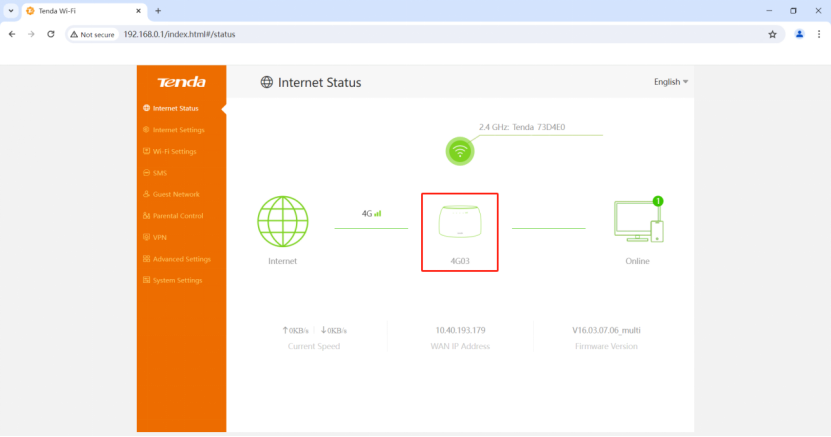 Tenda Wi-Fi
Not secure
192.168.0.1/index.html#/status
Tenda
Internet Status
English
Internet Status
Internet Settings
Wi-Fi Settings
SMS
Guest Network
Parental Control
VPN
Advanced Settings
System Settings
2.4 GHz: Tenda 73D4E0
4G
1
Internet
4G03
Online
↑0KB/s ↓0KB/s
10.40.193.179
V16.03.07.06_multi
Current Speed
WAN IP Address
Firmware Version